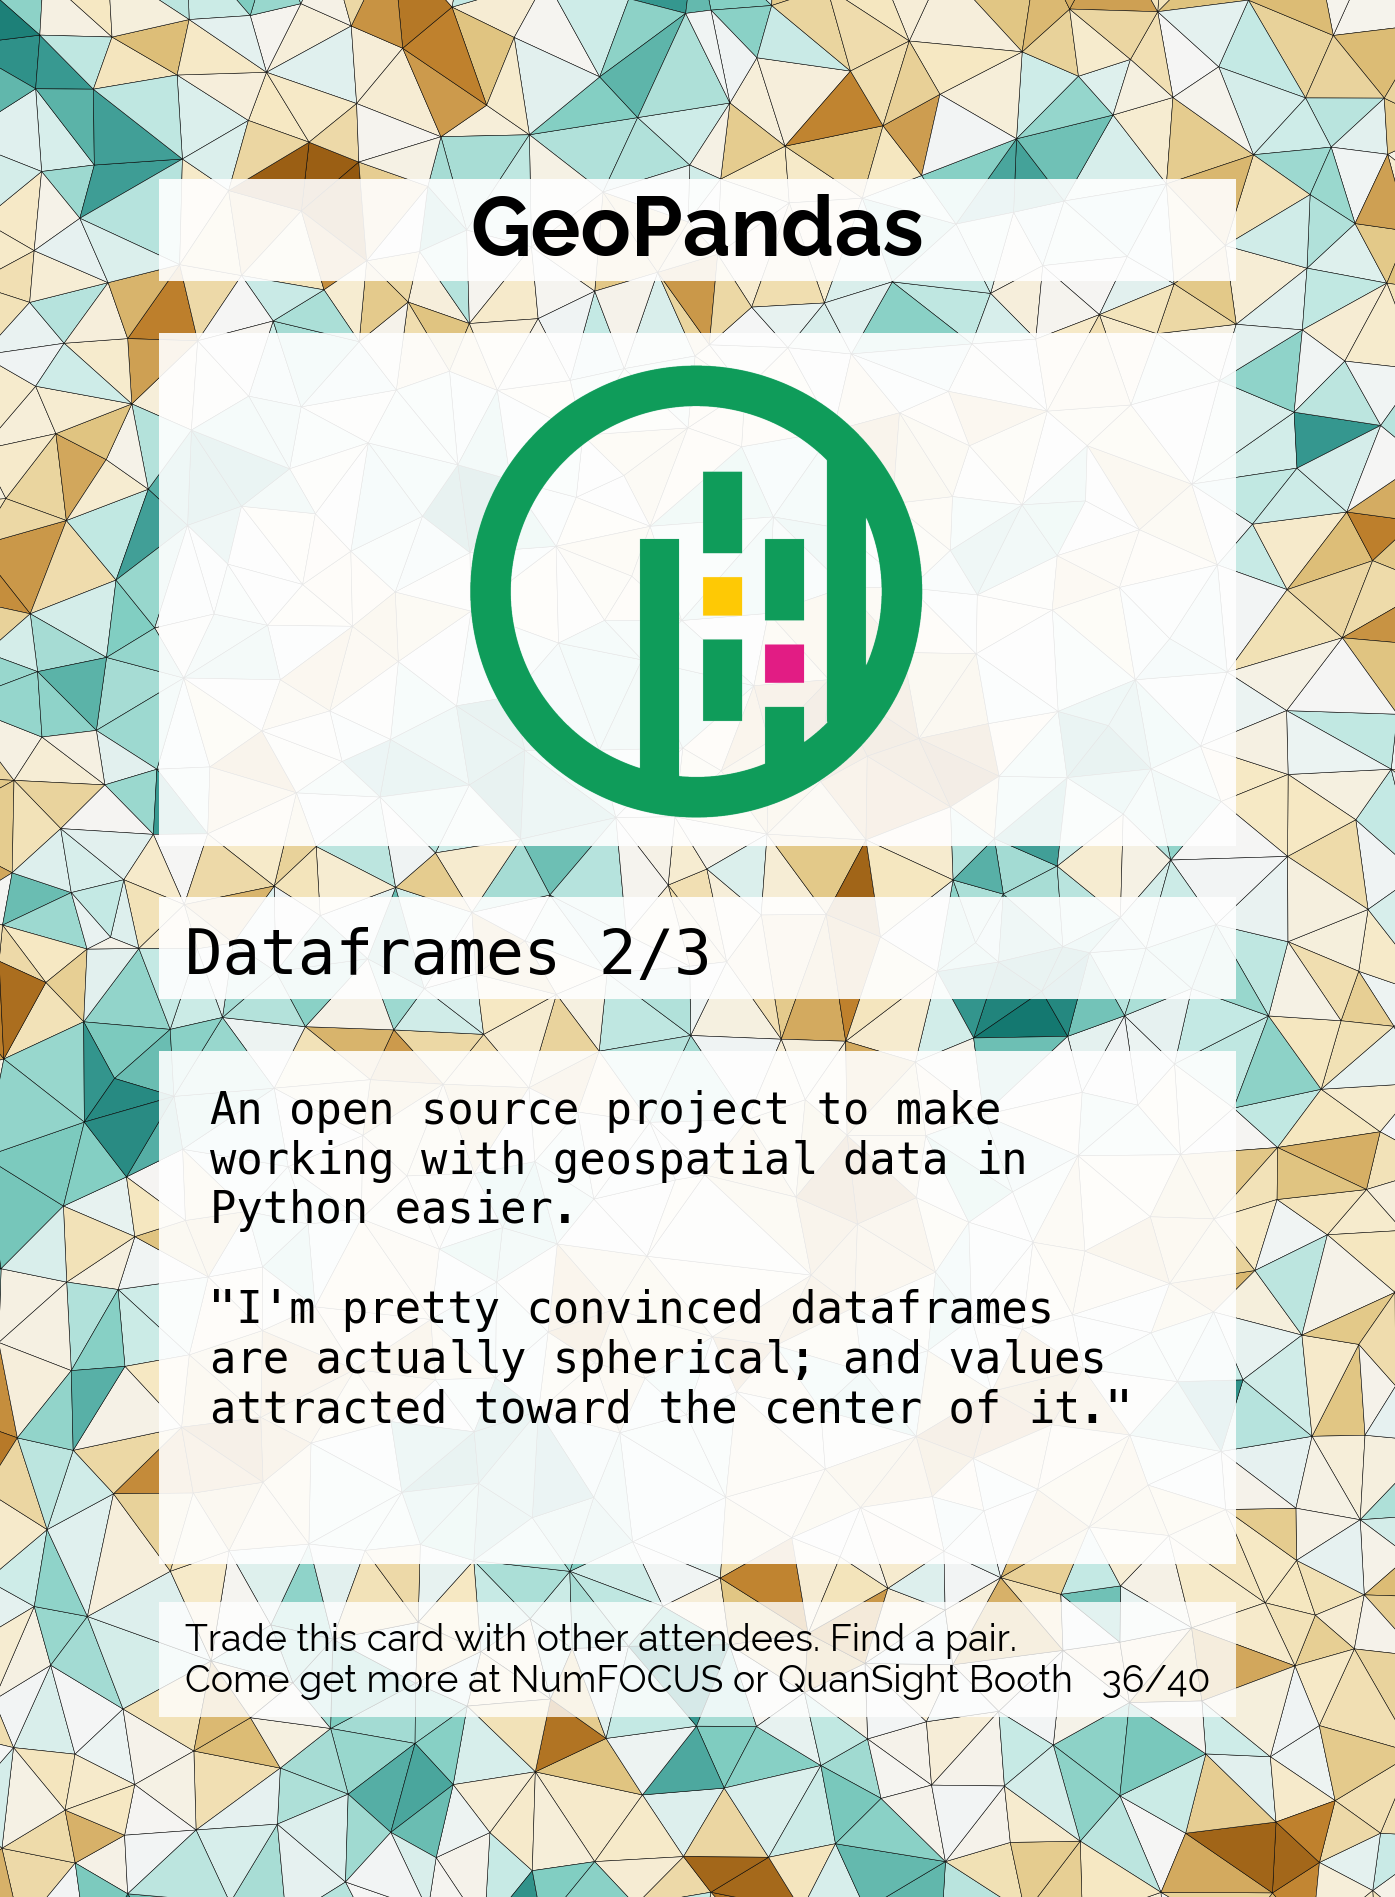 GeoPandas
Dataframes 2/3
An open source project to make
working with geospatial data in
Python easier.
"I'm pretty convinced dataframes
are actually spherical; and values
attracted toward the center of it."
Trade this card with other attendees. Find a pair.
Come get more at NumFOCUS or QuanSight Booth 36/40